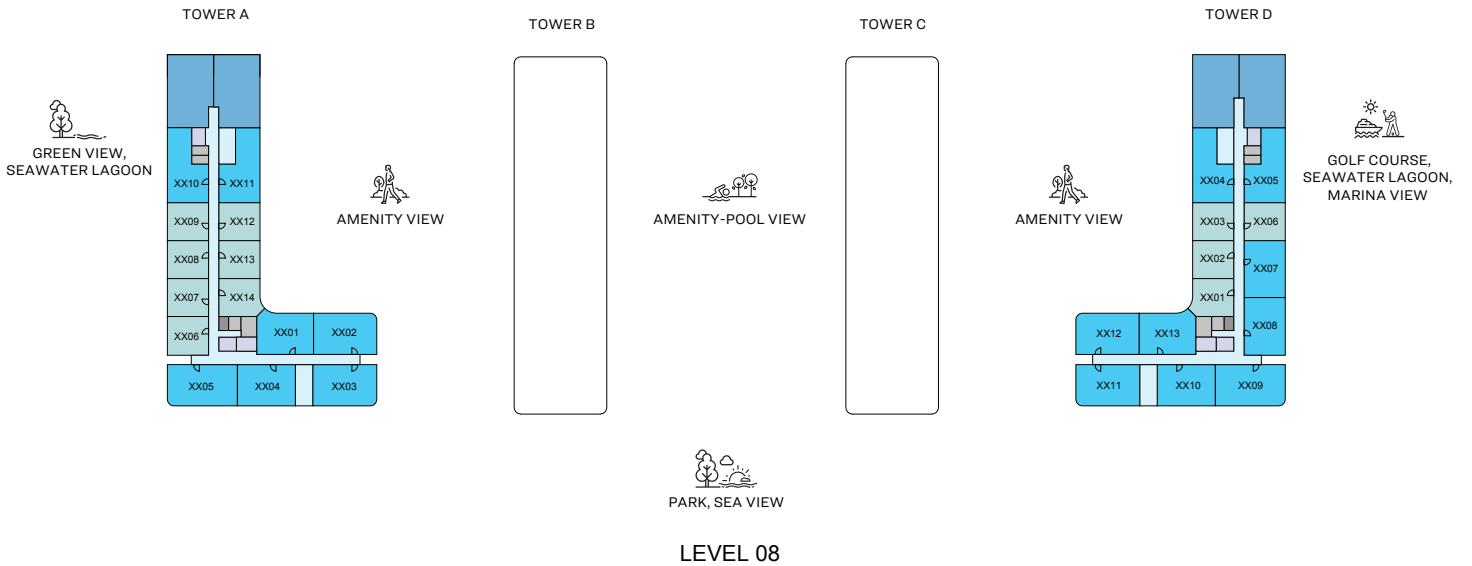 TOWER A
TOWER B
TOWER C
TOWER D
GREEN VIEW,
SEAWATER LAGOON
AMENITY VIEW
AMENITY-POOL VIEW
AMENITY VIEW
GOLF COURSE,
SEAWATER LAGOON,
MARINA VIEW
XX10
XX11
XX09
XX12
XX08
XX13
XX07
XX14
XX06
XX01
XX02
XX05
XX04
XX03
XX04
XX05
XX03
XX06
XX02
XX07
XX01
XX08
XX12
XX13
XX11
XX10
XX09
PARK, SEA VIEW
LEVEL 08